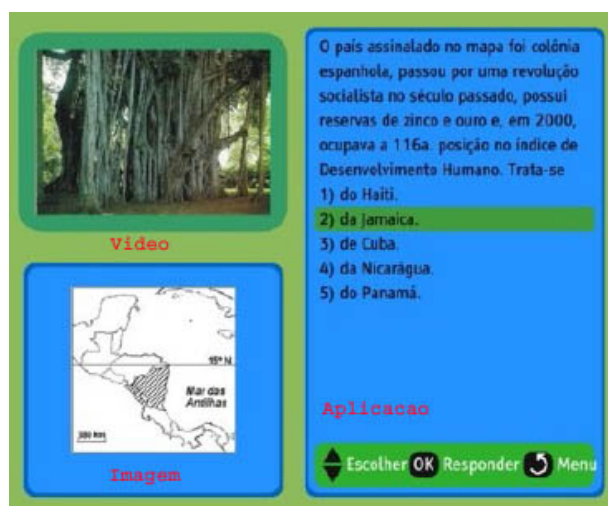 Video
15º N
Mar das
Antilhas
300 km
Imagem
O país assinalado no mapa foi colônia
espanhola, passou por uma revolução
socialista no século passado, possui
reservas de zinco e ouro e, em 2000,
ocupava a 116a. posição no índice de
Desenvolvimento Humano. Trata-se
1) do Haiti.
2) da Jamaica.
3) de Cuba.
4) da Nicarágua.
5) do Panamá.
Aplicacao
Escolher OK Responder Menu